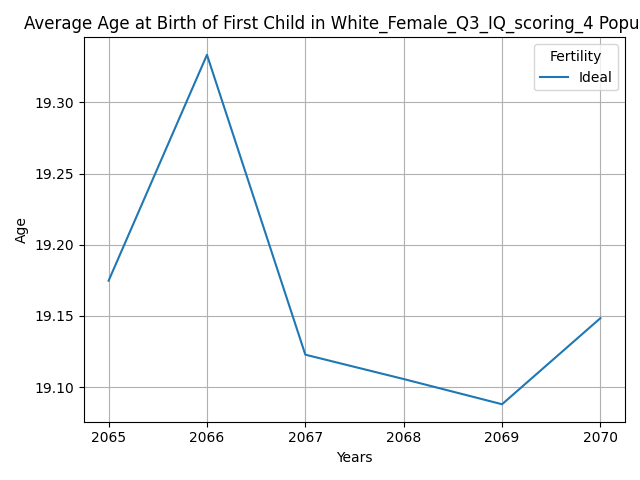 Average Age at Birth of First Child in White_Female_Q3_IQ_scoring_4 Popu
Fertility
Ideal
19.30
19.25
19.20
19.15
19.10
Age
2065 2066 2067 2068 2069 2070
Years